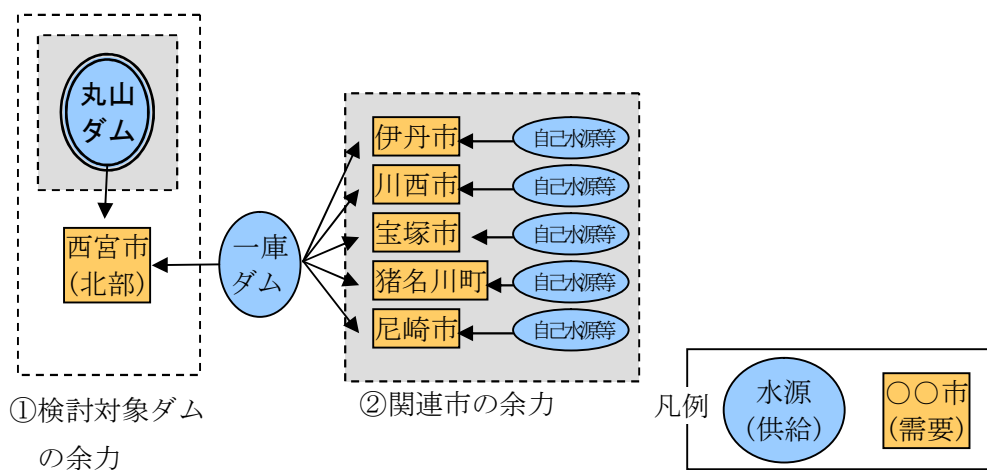 丸山
ダム
西宮市
(北部)
一庫
ダム
伊丹市
自己水源等
川西市
自己水源等
宝塚市
自己水源等
猪名川町
自己水源等
尼崎市
自己水源等
①検討対象ダム
の余力
②関連市の余力
凡例
水源
(供給)
○○市
(需要)